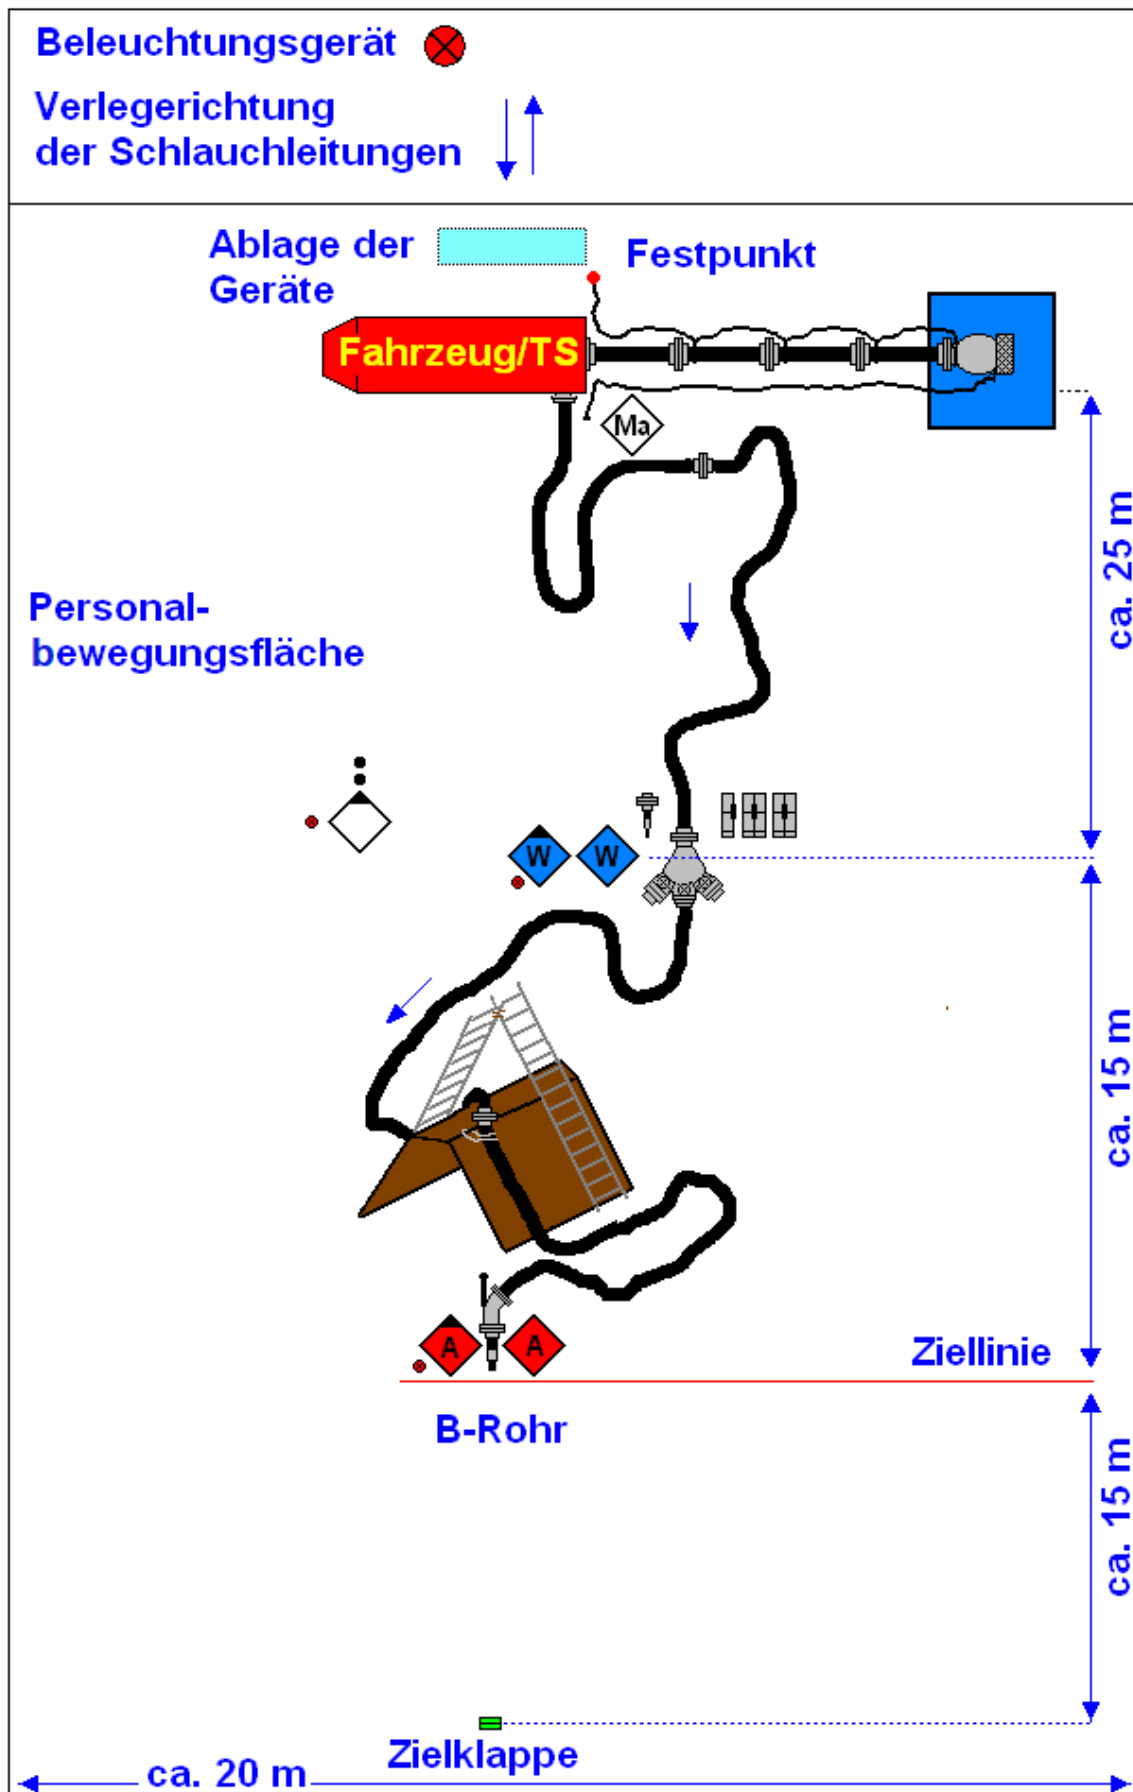 Beleuchtungsgerät
Verlegerichtung
der Schlauchleitungen
Ablage der
Geräte
Festpunkt
Fahrzeug/TS
Ma
ca. 25 m
Personal-
bewegungsfläche
W
W
ca. 15 m
A
A
Ziellinie
B-Rohr
ca. 15 m
Zielklappe
ca. 20 m